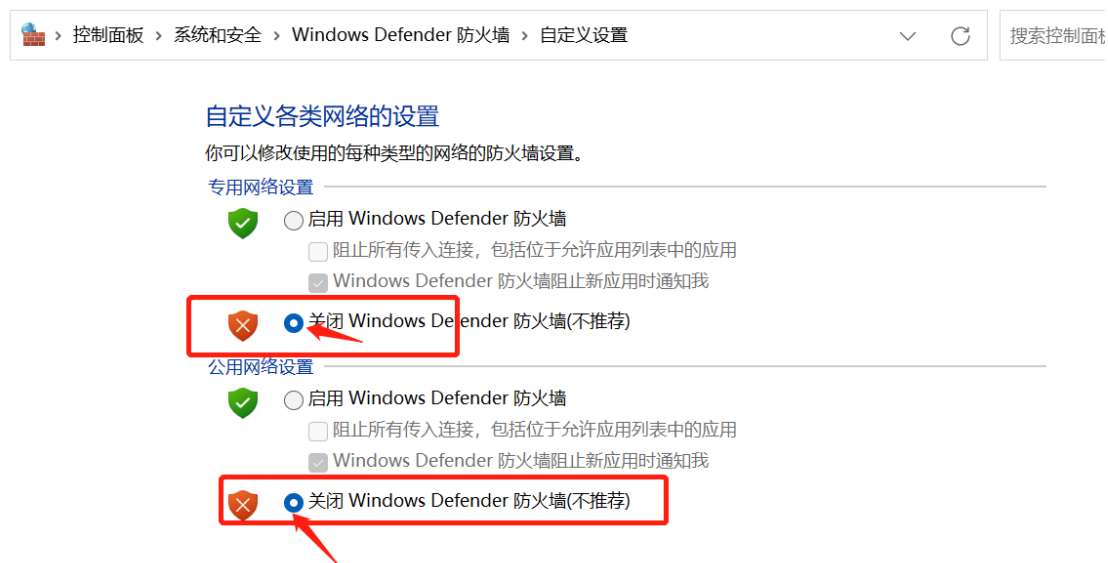 控制面板 › 系统和安全 › Windows Defender 防火墙 › 自定义设置
搜索控制面板
自定义各类网络的设置
你可以修改使用的每种类型的网络的防火墙设置。
专用网络设置
启用 Windows Defender 防火墙
阻止所有传入连接，包括位于允许应用列表中的应用
Windows Defender 防火墙阻止新应用时通知我
关闭 Windows Defender 防火墙(不推荐)
公用网络设置
启用 Windows Defender 防火墙
阻止所有传入连接，包括位于允许应用列表中的应用
Windows Defender 防火墙阻止新应用时通知我
关闭 Windows Defender 防火墙(不推荐)